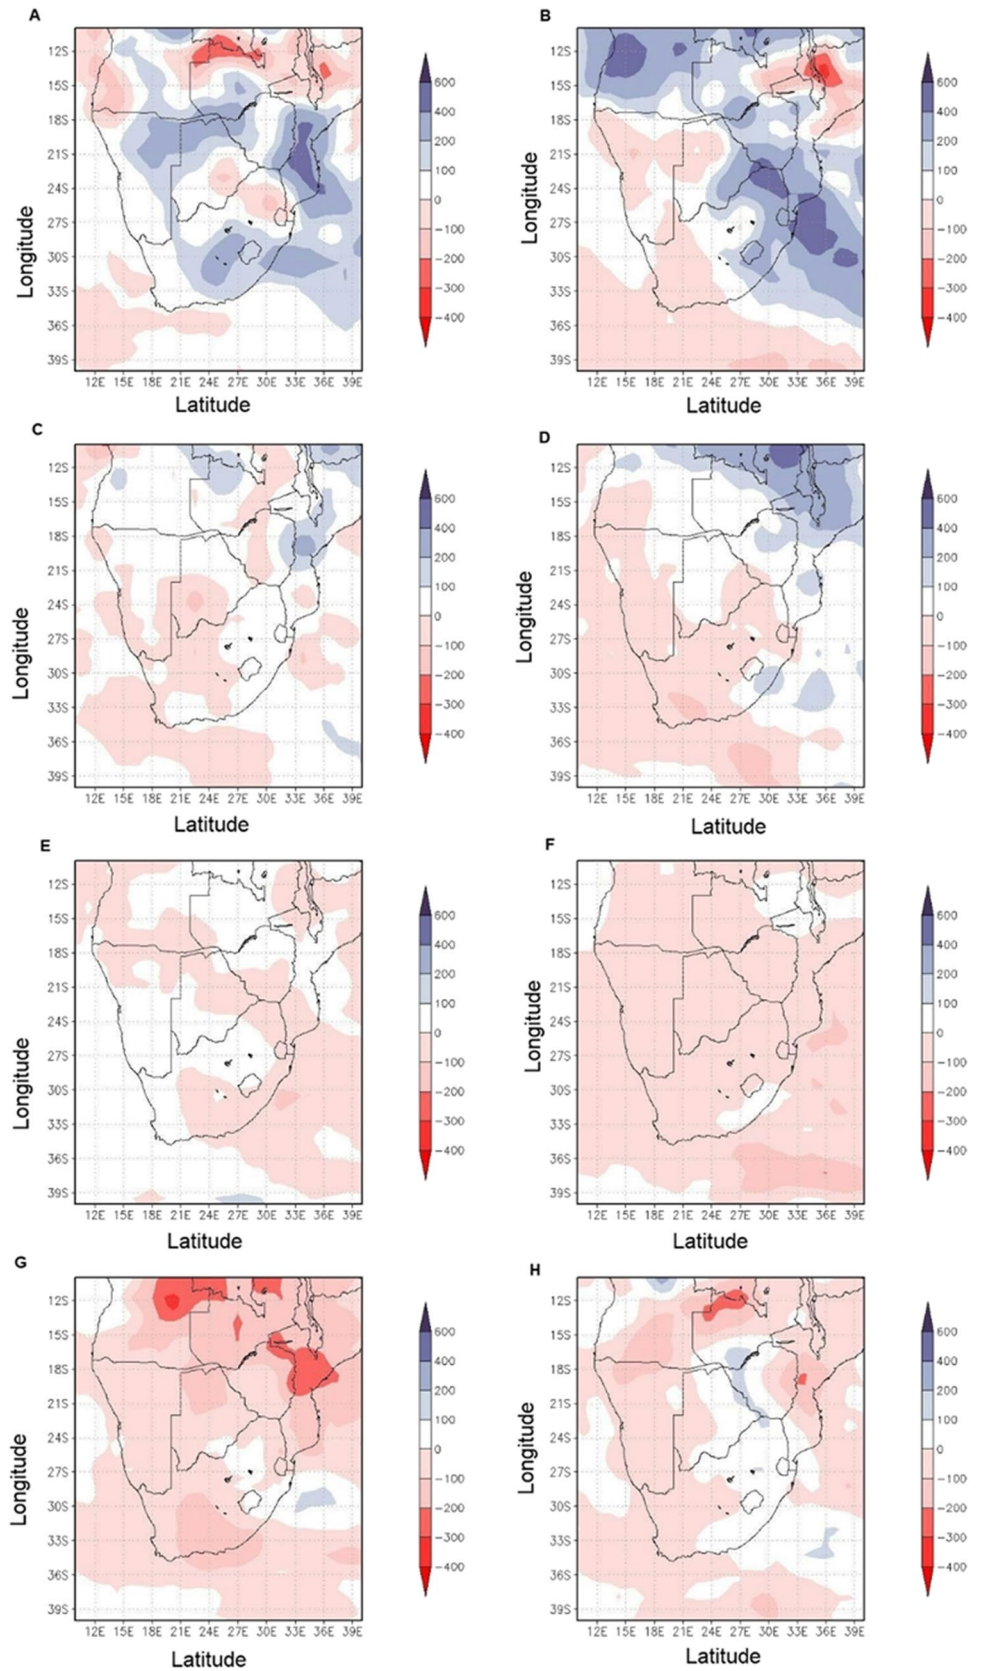 A
Longitude
12S
15S
18S
21S
24S
27S
30S
33S
36S
39S
12E 15E 18E 21E 24E 27E 30E 33E 36E 39E
Latitude
600
400
200
100
0
−100
−200
−300
−400
B
Longitude
12S
15S
18S
21S
24S
27S
30S
33S
36S
39S
12E 15E 18E 21E 24E 27E 30E 33E 36E 39E
Latitude
600
400
200
100
0
−100
−200
−300
−400
C
Longitude
12S
15S
18S
21S
24S
27S
30S
33S
36S
39S
12E 15E 18E 21E 24E 27E 30E 33E 36E 39E
Latitude
600
400
200
100
0
−100
−200
−300
−400
D
Longitude
12S
15S
18S
21S
24S
27S
30S
33S
36S
39S
12E 15E 18E 21E 24E 27E 30E 33E 36E 39E
Latitude
600
400
200
100
0
−100
−200
−300
−400
E
Longitude
12S
15S
18S
21S
24S
27S
30S
33S
36S
39S
12E 15E 18E 21E 24E 27E 30E 33E 36E 39E
Latitude
600
400
200
100
0
−100
−200
−300
−400
F
Longitude
12S
15S
18S
21S
24S
27S
30S
33S
36S
39S
12E 15E 18E 21E 24E 27E 30E 33E 36E 39E
Latitude
600
400
200
100
0
−100
−200
−300
−400
G
Longitude
12S
15S
18S
21S
24S
27S
30S
33S
36S
39S
12E 15E 18E 21E 24E 27E 30E 33E 36E 39E
Latitude
600
400
200
100
0
−100
−200
−300
−400
H
Longitude
12S
15S
18S
21S
24S
27S
30S
33S
36S
39S
12E 15E 18E 21E 24E 27E 30E 33E 36E 39E
Latitude
600
400
200
100
0
−100
−200
−300
−400